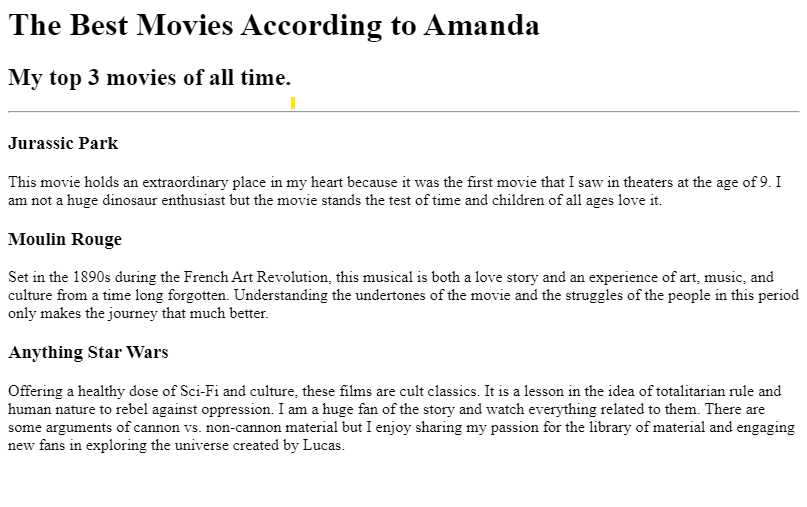 The Best Movies According to Amanda
My top 3 movies of all time.
Jurassic Park
This movie holds an extraordinary place in my heart because it was the first movie that I saw in theaters at the age of 9. I
am not a huge dinosaur enthusiast but the movie stands the test of time and children of all ages love it.
Moulin Rouge
Set in the 1890s during the French Art Revolution, this musical is both a love story and an experience of art, music, and
culture from a time long forgotten. Understanding the undertones of the movie and the struggles of the people in this period
only makes the journey that much better.
Anything Star Wars
Offering a healthy dose of Sci-Fi and culture, these films are cult classics. It is a lesson in the idea of totalitarian rule and
human nature to rebel against oppression. I am a huge fan of the story and watch everything related to them. There are
some arguments of cannon vs. non-cannon material but I enjoy sharing my passion for the library of material and engaging
new fans in exploring the universe created by Lucas.